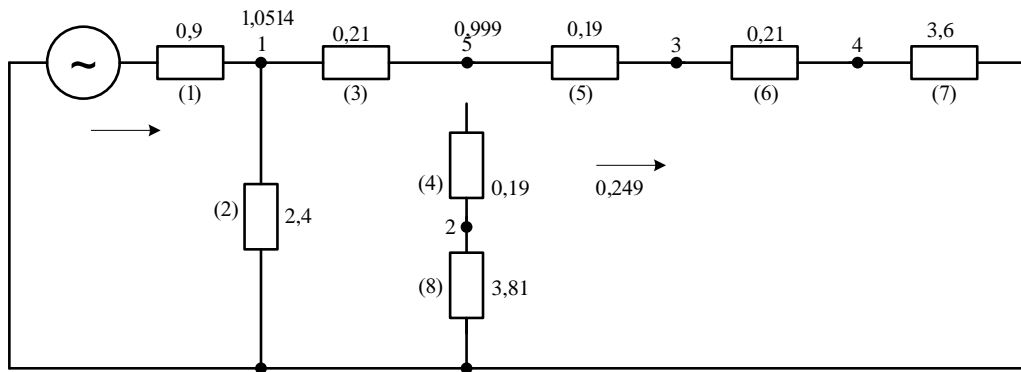 1,0514
0,9 1 0,21 0,999 5 0,19 3 0,21 4 3,6
~
(1) (3) (5) (6) (7)
(4) 0,19 0,249
(2) 2,4 2
(8) 3,81